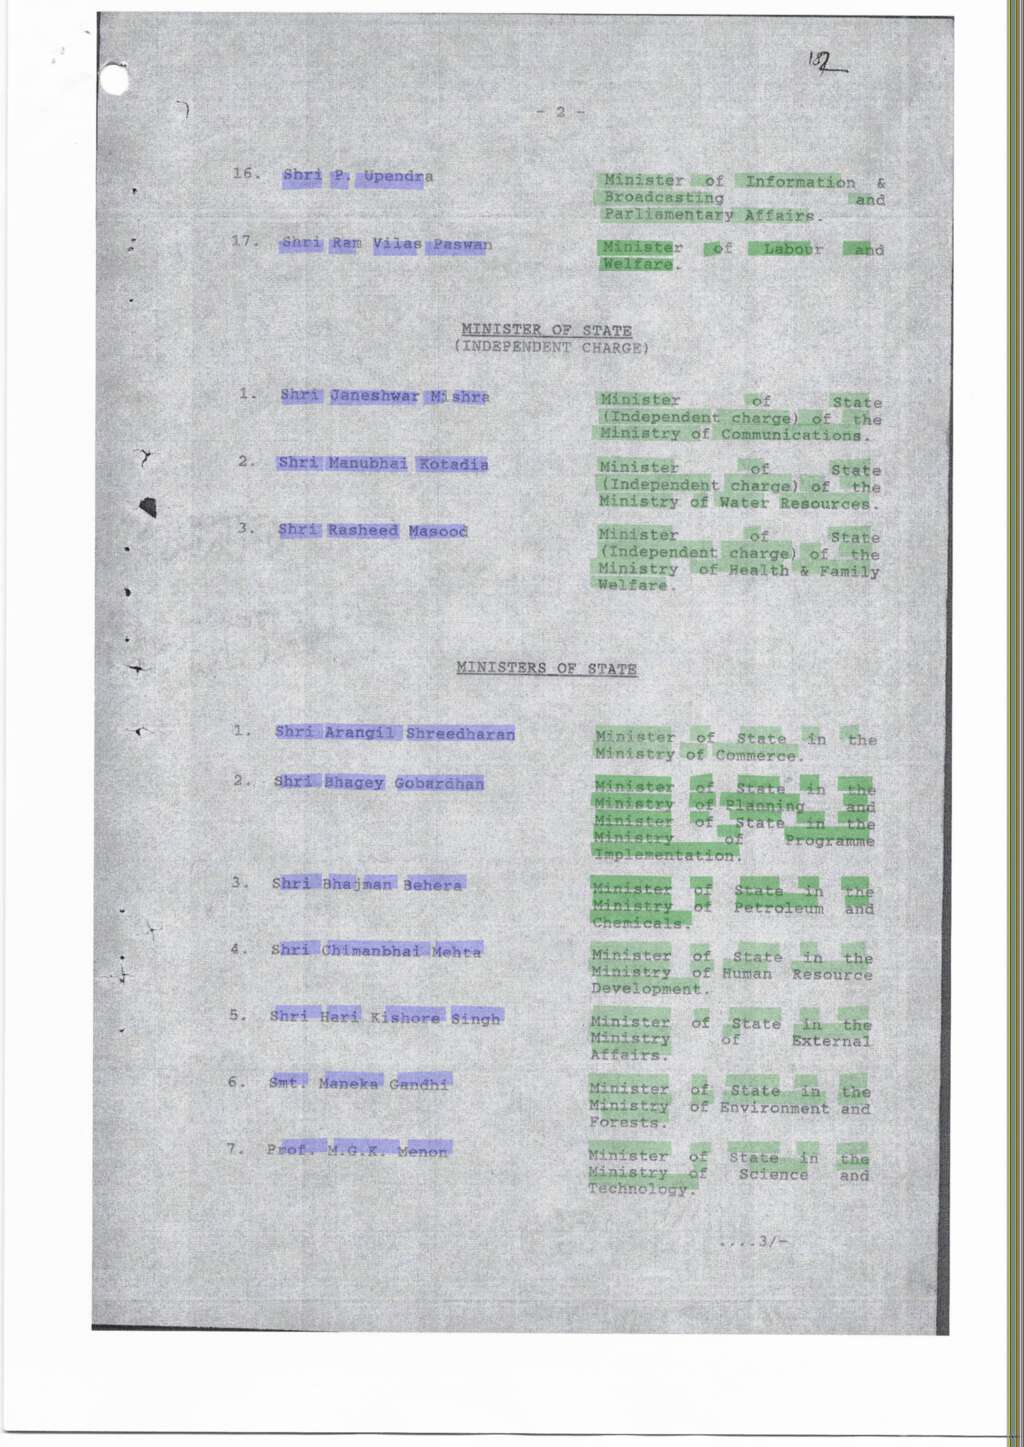 182
- 2 -
16. Shri P. Upendra Minister of Information &
Broadcasting and
Parliamentary Affairs.
17. Shri Ram Vilas Paswan Minister of Labour and
Welfare.
MINISTER OF STATE
(INDEPENDENT CHARGE)
1. Shri Janeshwar Mishra Minister of State
(Independent charge) of the
Ministry of Communications.
2. Shri Manubhai Kotadia Minister of State
(Independent charge) of the
Ministry of Water Resources.
3. Shri Rasheed Masood Minister of State
(Independent charge) of the
Ministry of Health & Family
Welfare.
MINISTERS OF STATE
1. Shri Arangil Shreedharan Minister of State in the
Ministry of Commerce.
2. Shri Bhagey Gobardhan Minister of State in the
Ministry of Planning and
Minister of State in the
Ministry of Programme
Implementation.
3. Shri Bhajman Behera Minister of State in the
Ministry of Petroleum and
Chemicals.
4. Shri Chimanbhai Mehta Minister of State in the
Ministry of Human Resource
Development.
5. Shri Hari Kishore Singh Minister of State in the
Ministry of External
Affairs.
6. Smt. Maneka Gandhi Minister of State in the
Ministry of Environment and
Forests.
7. Prof. M.G.K. Menon Minister of State in the
Ministry of Science and
Technology.
....3/-